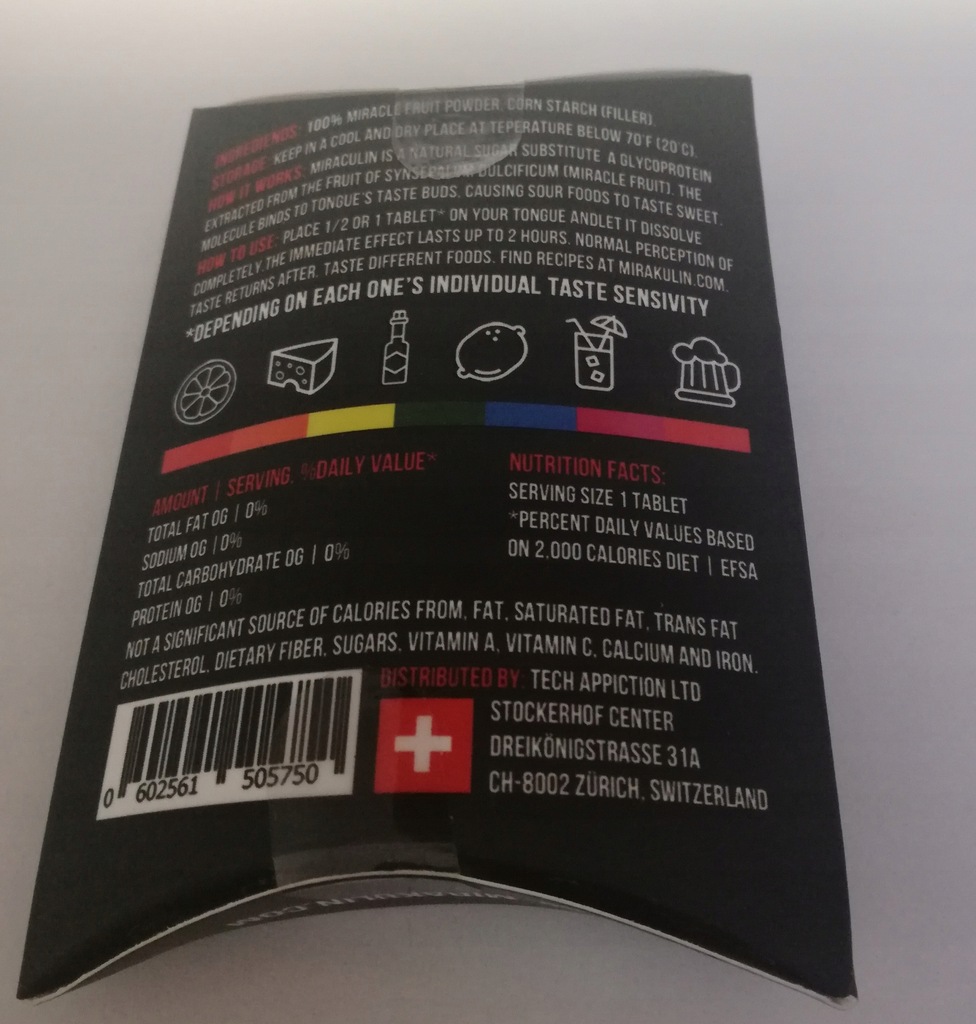 INGREDIENDS: 100% MIRACLE FRUIT POWDER. CORN STARCH (FILLER).
STORAGE: KEEP IN A COOL AND DRY PLACE AT TEPERATURE BELOW 70°F (20°C).
HOW IT WORKS: MIRACULIN IS A NATURAL SUGAR SUBSTITUTE A GLYCOPROTEIN
EXTRACTED FROM THE FRUIT OF SYNSEPALUM DULCIFICUM (MIRACLE FRUIT). THE
MOLECULE BINDS TO TONGUE'S TASTE BUDS. CAUSING SOUR FOODS TO TASTE SWEET.
HOW TO USE: PLACE 1/2 OR 1 TABLET* ON YOUR TONGUE ANDLET IT DISSOLVE
COMPLETELY.THE IMMEDIATE EFFECT LASTS UP TO 2 HOURS. NORMAL PERCEPTION OF
TASTE RETURNS AFTER. TASTE DIFFERENT FOODS. FIND RECIPES AT MIRAKULIN.COM.
*DEPENDING ON EACH ONE'S INDIVIDUAL TASTE SENSIVITY
AMOUNT | SERVING. %DAILY VALUE*
TOTAL FAT 0G | 0%
SODIUM 0G | 0%
TOTAL CARBOHYDRATE 0G | 0%
PROTEIN 0G | 0%
NUTRITION FACTS:
SERVING SIZE 1 TABLET
*PERCENT DAILY VALUES BASED
ON 2.000 CALORIES DIET | EFSA
NOT A SIGNIFICANT SOURCE OF CALORIES FROM, FAT, SATURATED FAT, TRANS FAT
CHOLESTEROL, DIETARY FIBER, SUGARS, VITAMIN A, VITAMIN C, CALCIUM AND IRON.
0 602561 505750
DISTRIBUTED BY: TECH APPICTION LTD
STOCKERHOF CENTER
DREIKÖNIGSTRASSE 31A
CH-8002 ZÜRICH, SWITZERLAND
MIRAKULIN.COM